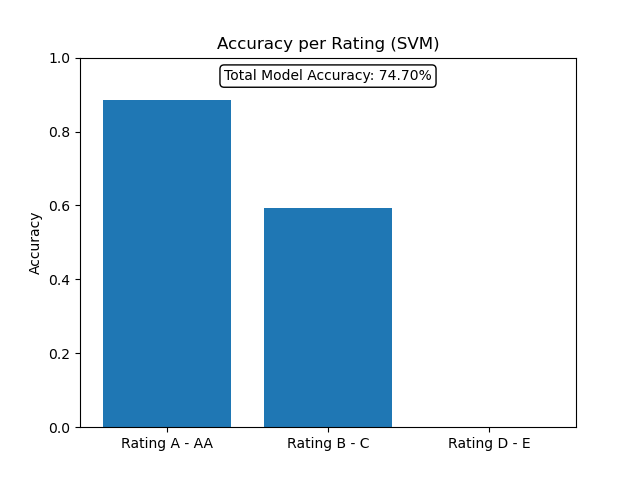 Accuracy per Rating (SVM)
Total Model Accuracy: 74.70%
Accuracy
1.0
0.8
0.6
0.4
0.2
0.0
Rating A - AA
Rating B - C
Rating D - E